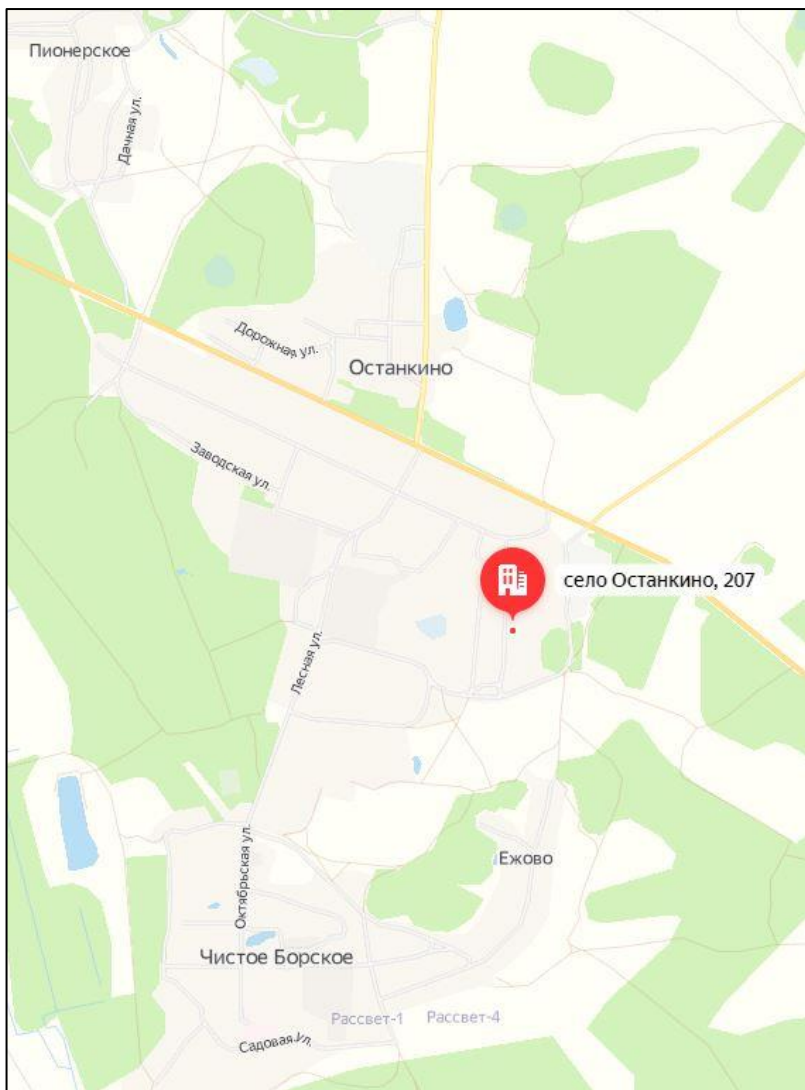 Пионерское
Дачная ул.
Дорожная ул.
Останкино
Заводская ул.
село Останкино, 207
Лесная ул.
Октябрьская ул.
Ежово
Чистое Борское
Рассвет-1
Рассвет-4
Садовая ул.